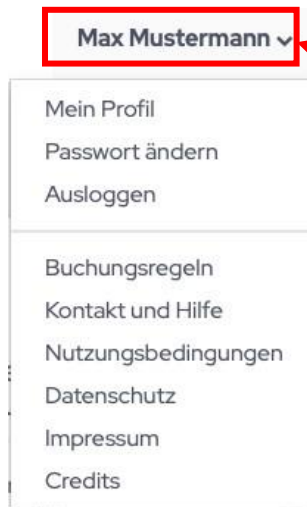 Max Mustermann
Mein Profil
Passwort ändern
Ausloggen
Buchungsregeln
Kontakt und Hilfe
Nutzungsbedingungen
Datenschutz
Impressum
Credits